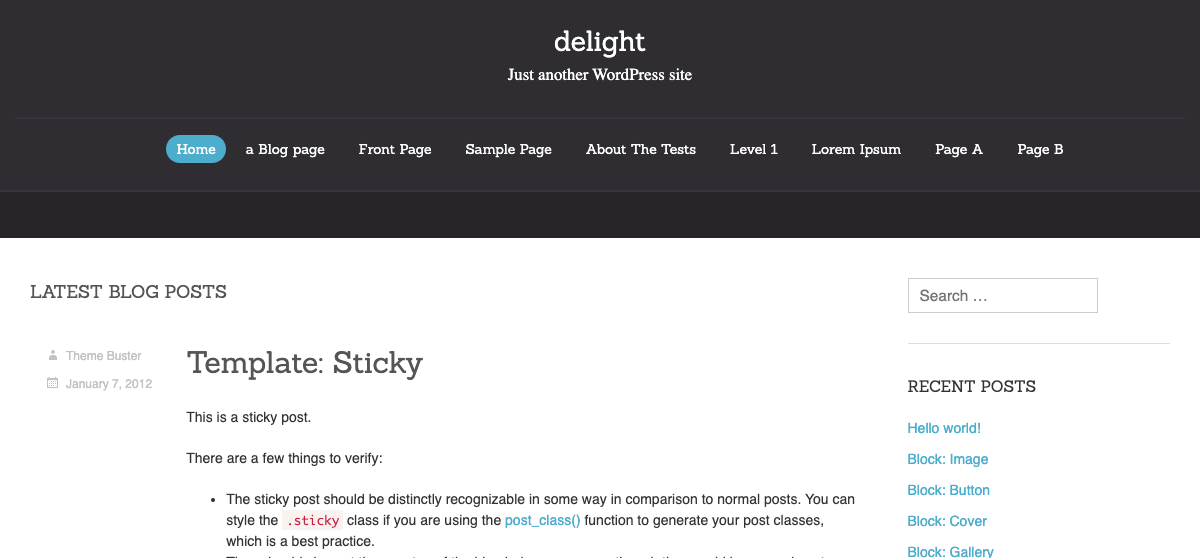 delight
Just another WordPress site
Home a Blog page Front Page Sample Page About The Tests Level 1 Lorem Ipsum Page A Page B
LATEST BLOG POSTS
Theme Buster
January 7, 2012
Template: Sticky
This is a sticky post.
There are a few things to verify:
• The sticky post should be distinctly recognizable in some way in comparison to normal posts. You can
style the .sticky class if you are using the post_class() function to generate your post classes,
which is a best practice.
Search …
RECENT POSTS
Hello world!
Block: Image
Block: Button
Block: Cover
Block: Gallery